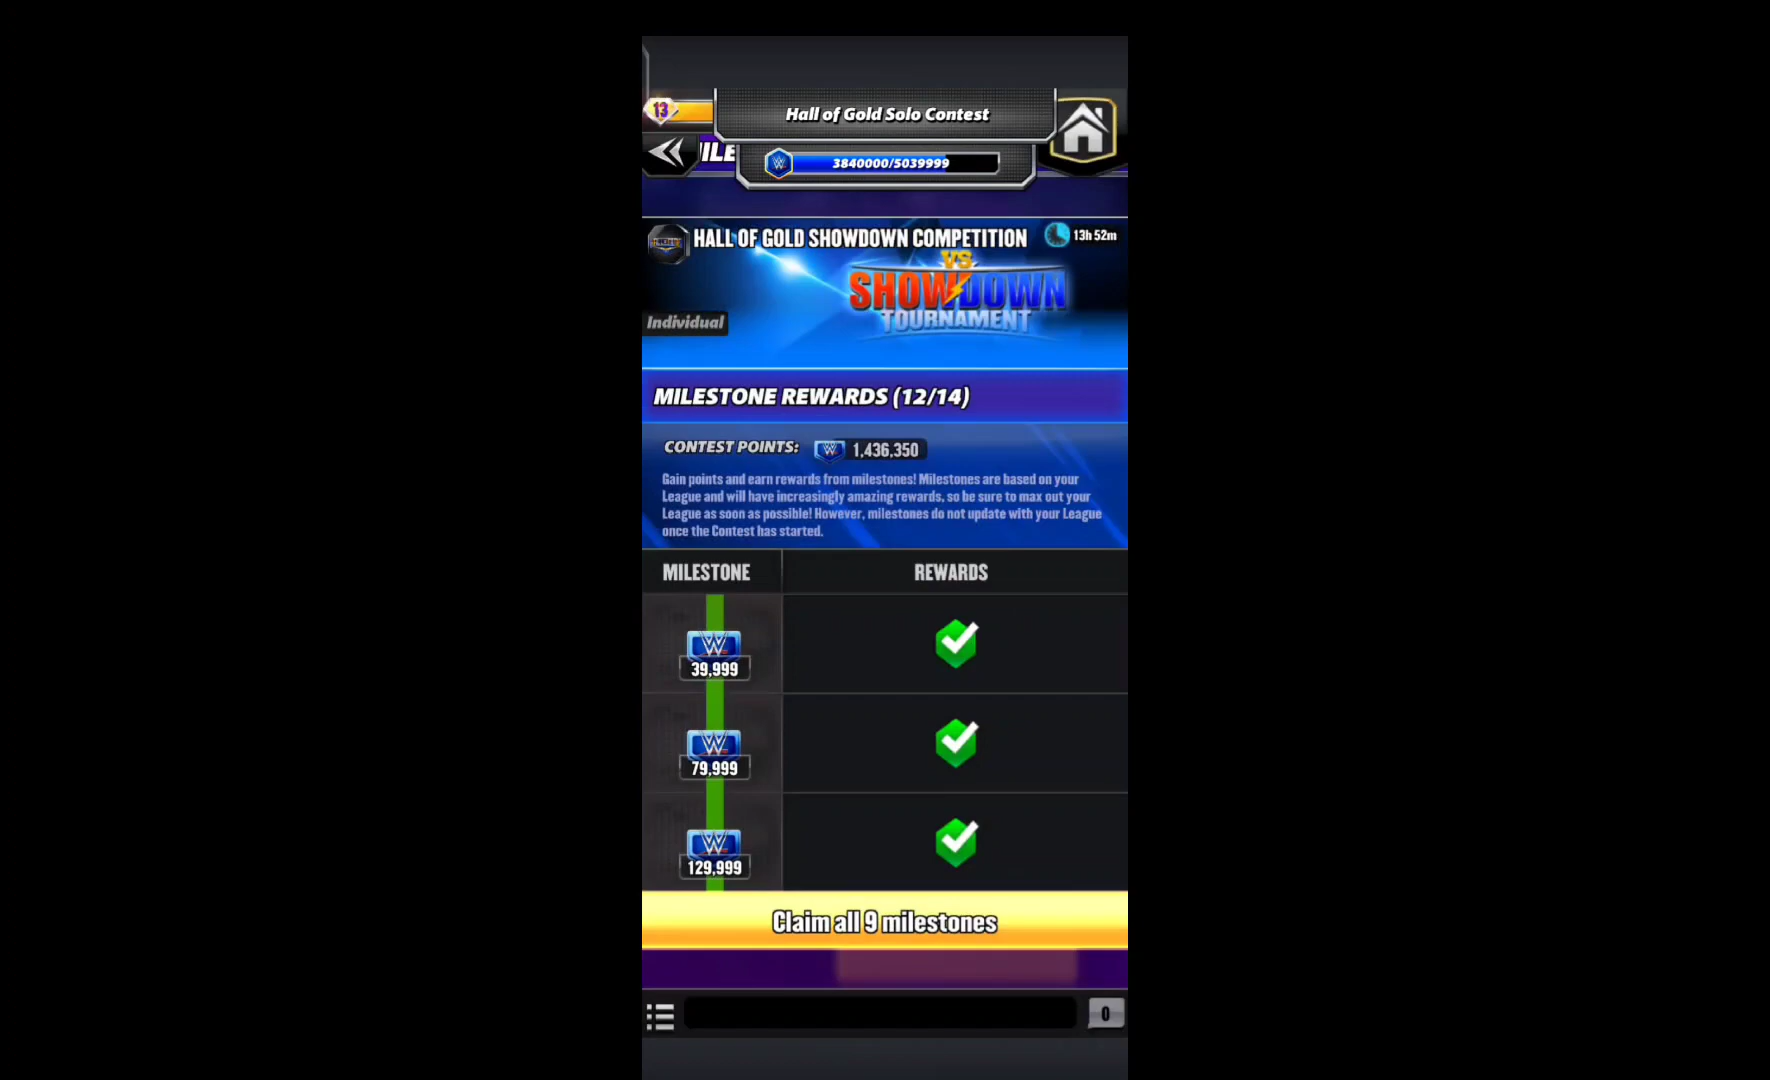 Hall of Gold Solo Contest
13
3840000/5039999
HALL OF GOLD SHOWDOWN COMPETITION
13h 52m
VS
SHOWDOWN
TOURNAMENT
Individual
MILESTONE REWARDS (12/14)
CONTEST POINTS: 1,436,350
Gain points and earn rewards from milestones! Milestones are based on your
League and will have increasingly amazing rewards, so be sure to max out your
League as soon as possible! However, milestones do not update with your League
once the Contest has started.
MILESTONE REWARDS
39,999
79,999
129,999
Claim all 9 milestones
0